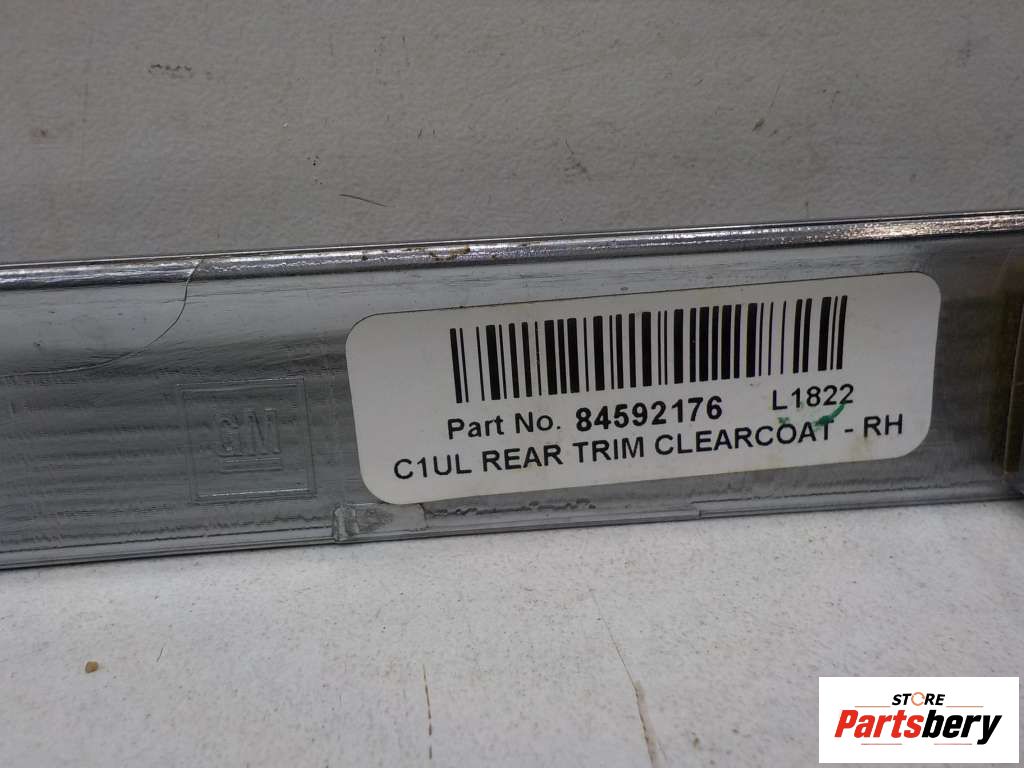 GM
Part No. 84592176 L1822
C1UL REAR TRIM CLEARCOAT - RH
STORE
Partsbery